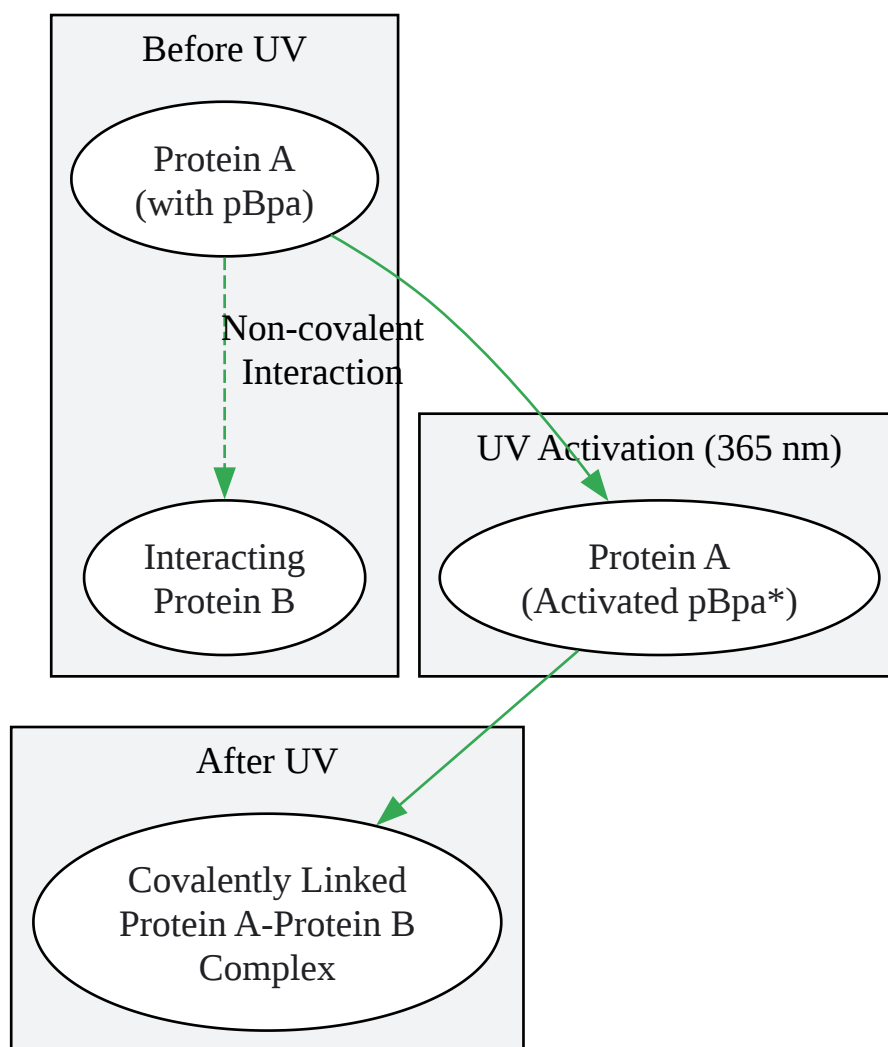 Before UV
Protein A
(with pBpa)
Non-covalent
Interaction
Interacting
Protein B
UV Activation (365 nm)
Protein A
(Activated pBpa*)
After UV
Covalently Linked
Protein A-Protein B
Complex